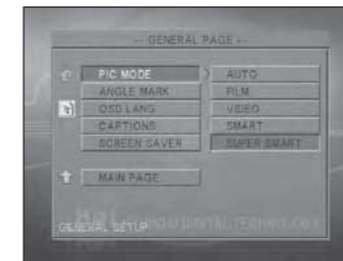 -- GENERAL PAGE --
PIC MODE AUTO
ANGLE MARK FILM
OSD LANG VIDEO
CAPTIONS SMART
SCREEN SAVER SUPER SMART
MAIN PAGE
GENERAL SETUP